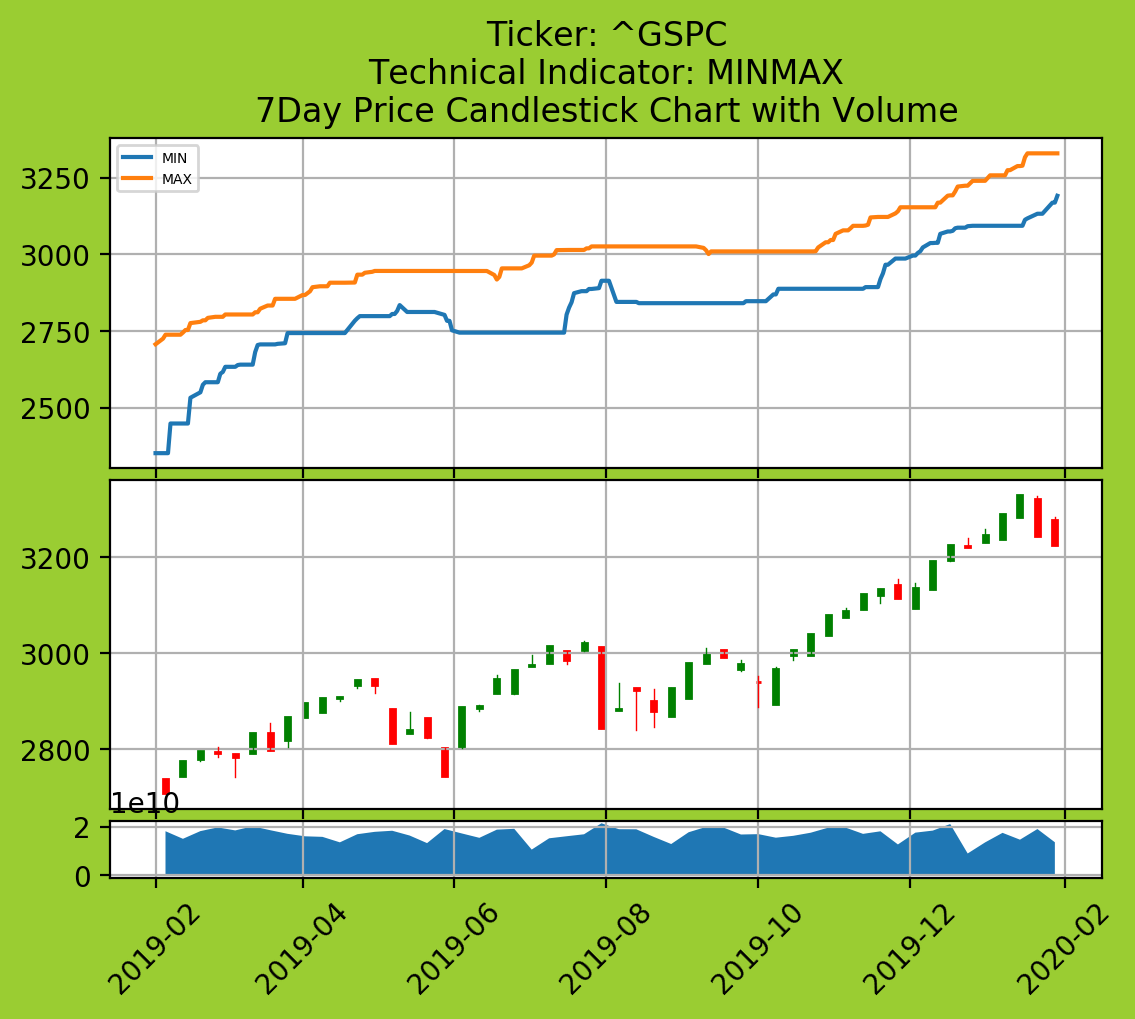 Ticker: ^GSPC
Technical Indicator: MINMAX
7Day Price Candlestick Chart with Volume
MIN
MAX
3250
3000
2750
2500
3200
3000
2800
1e10
2
0
2019-02
2019-04
2019-06
2019-08
2019-10
2019-12
2020-02